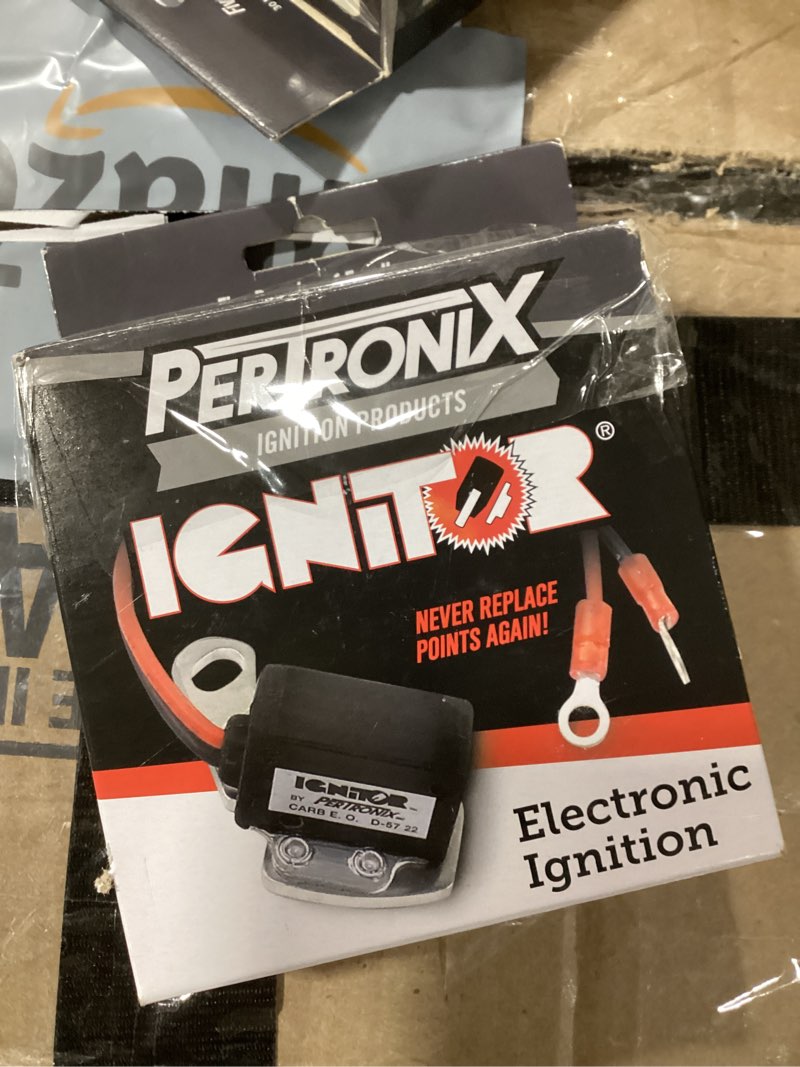 PERTRONIX
IGNITION PRODUCTS
IGNITOR®
NEVER REPLACE
POINTS AGAIN!
IGNITOR
BY PERTRONIX
CARB E. O. D-57 22
Electronic
Ignition